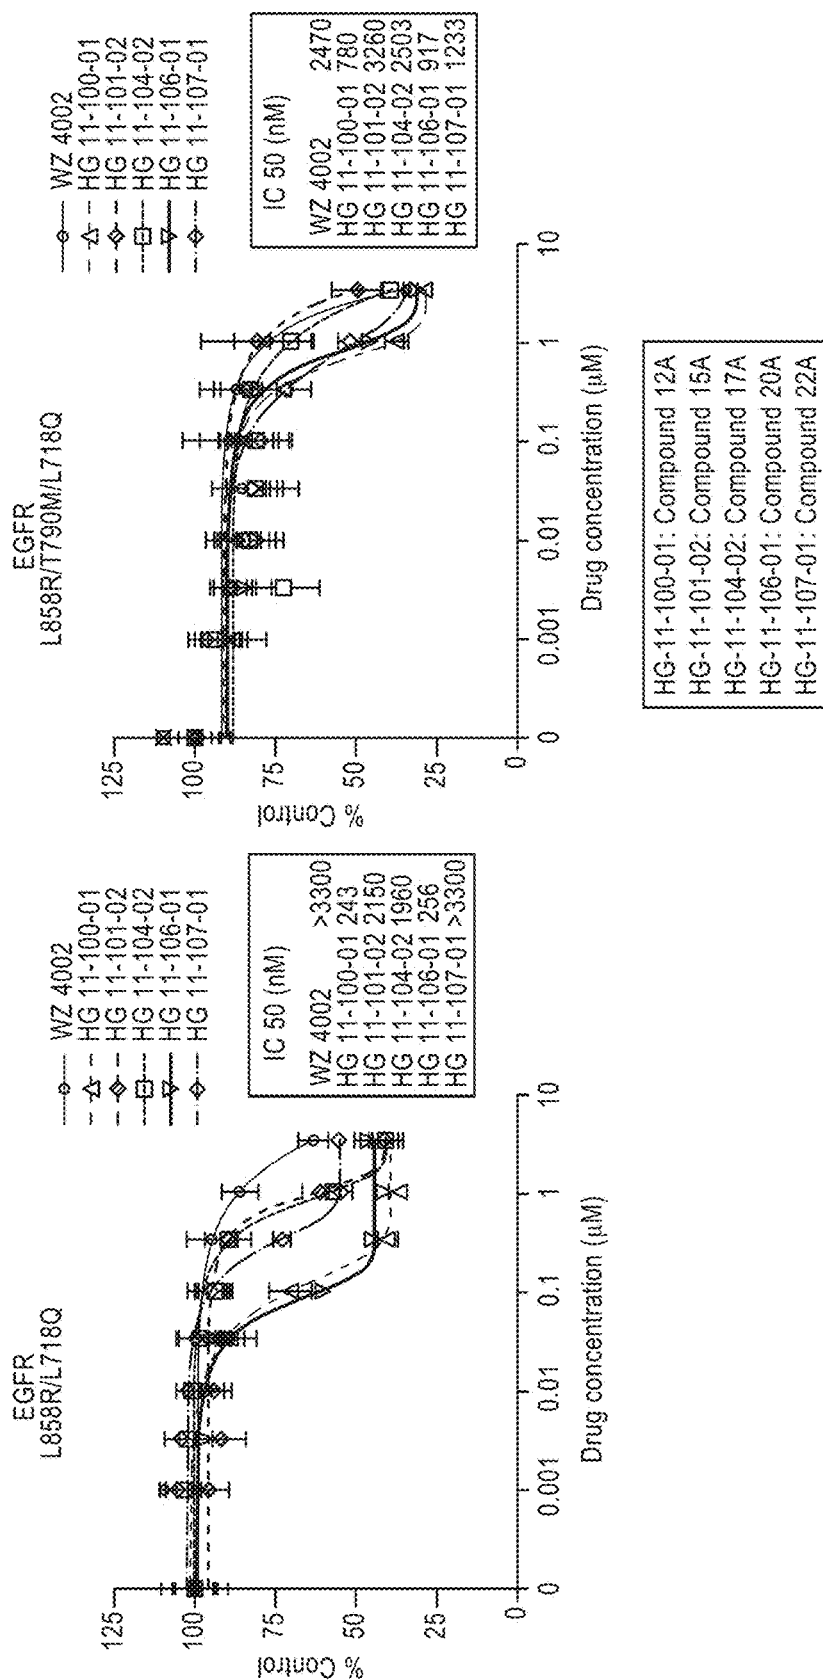 EGFR
L858R/L718Q
WZ 4002
HG 11-100-01
HG 11-101-02
HG 11-104-02
HG 11-106-01
HG 11-107-01
% Control
125
100
75
50
25
0
0
0.001
0.01
0.1
1
10
Drug concentration (µM)
IC 50 (nM)
WZ 4002 >3300
HG 11-100-01 243
HG 11-101-02 2150
HG 11-104-02 1960
HG 11-106-01 256
HG 11-107-01 >3300
EGFR
L858R/T790M/L718Q
WZ 4002
HG 11-100-01
HG 11-101-02
HG 11-104-02
HG 11-106-01
HG 11-107-01
% Control
125
100
75
50
25
0
0
0.001
0.01
0.1
1
10
Drug concentration (µM)
IC 50 (nM)
WZ 4002 2470
HG 11-100-01 780
HG 11-101-02 3260
HG 11-104-02 2503
HG 11-106-01 917
HG 11-107-01 1233
HG-11-100-01: Compound 12A
HG-11-101-02: Compound 15A
HG-11-104-02: Compound 17A
HG-11-106-01: Compound 20A
HG-11-107-01: Compound 22A